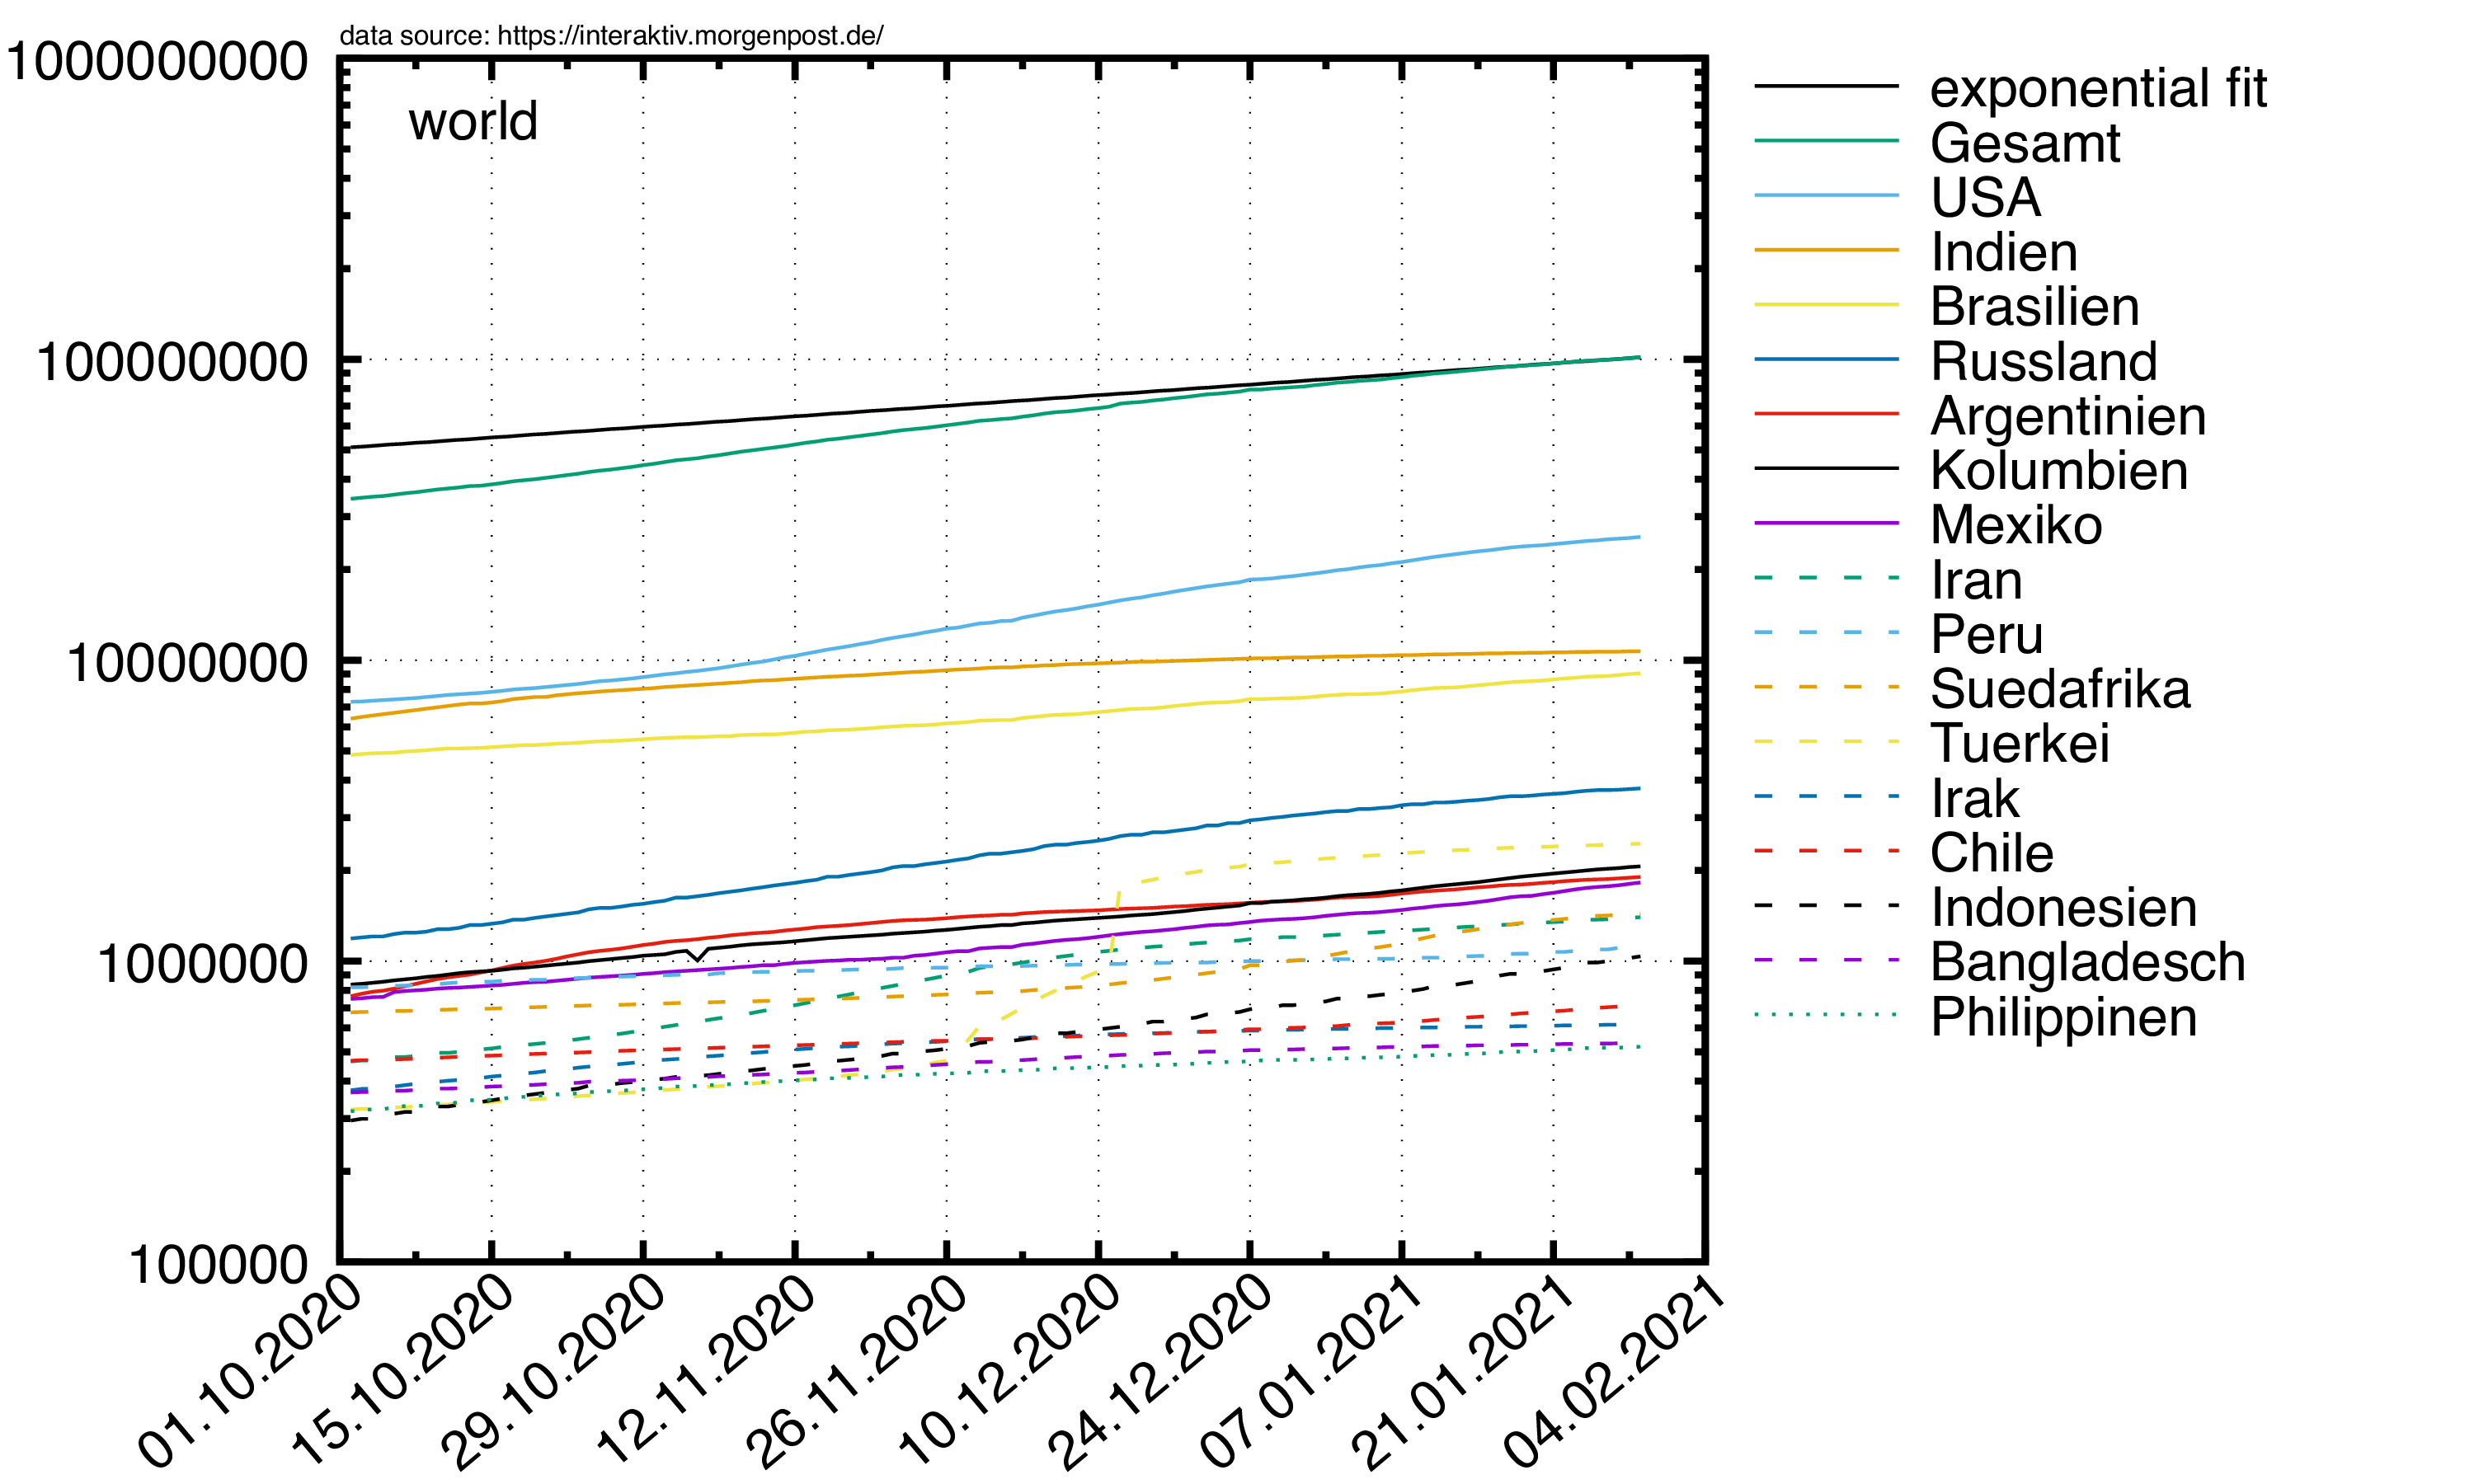 data source: https://interaktiv.morgenpost.de/
world
1000000000
100000000
10000000
1000000
100000
01.10.2020
15.10.2020
29.10.2020
12.11.2020
26.11.2020
10.12.2020
24.12.2020
07.01.2021
21.01.2021
04.02.2021
exponential fit
Gesamt
USA
Indien
Brasilien
Russland
Argentinien
Kolumbien
Mexiko
Iran
Peru
Suedafrika
Tuerkei
Irak
Chile
Indonesien
Bangladesch
Philippinen